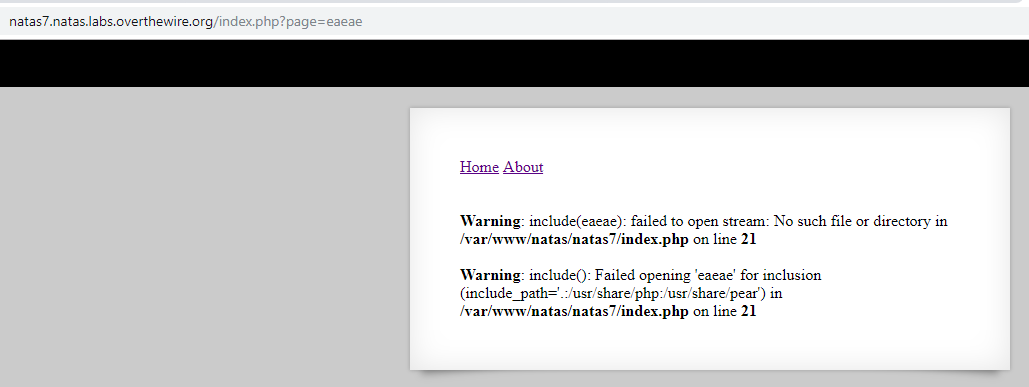 natas7.natas.labs.overthewire.org/index.php?page=eaeae
Home About
Warning: include(eaeae): failed to open stream: No such file or directory in
/var/www/natas/natas7/index.php on line 21
Warning: include(): Failed opening 'eaeae' for inclusion
(include_path='.:/usr/share/php:/usr/share/pear') in
/var/www/natas/natas7/index.php on line 21